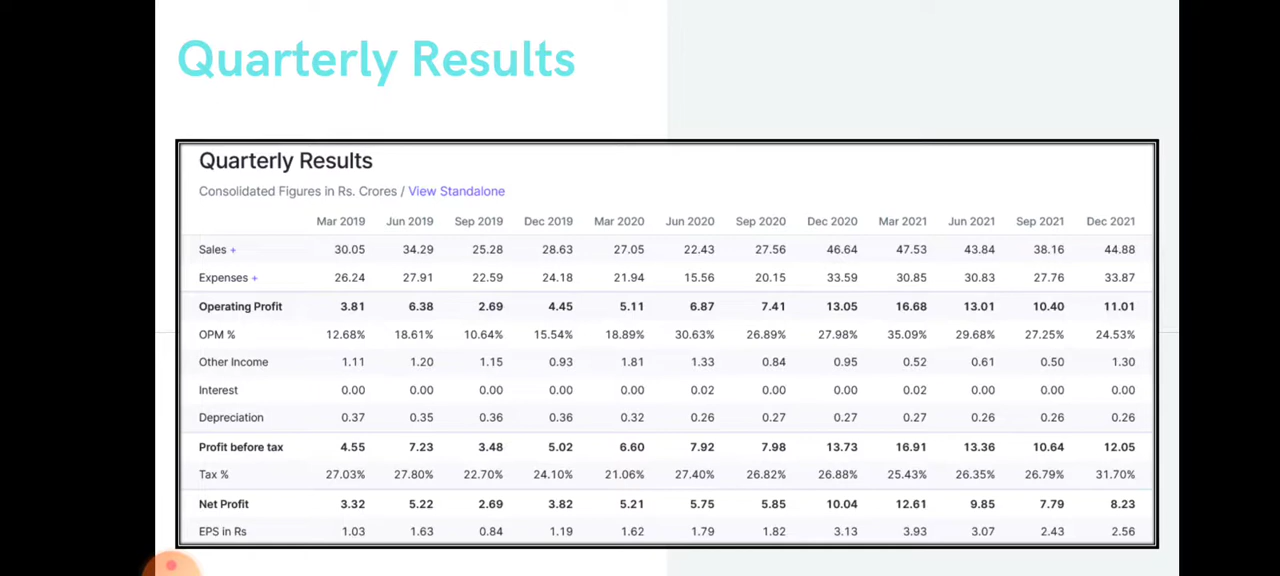 Quarterly Results
Quarterly Results
Consolidated Figures in Rs. Crores / View Standalone
Mar 2019 Jun 2019 Sep 2019 Dec 2019 Mar 2020 Jun 2020 Sep 2020 Dec 2020 Mar 2021 Jun 2021 Sep 2021 Dec 2021
Sales + 30.05 34.29 25.28 28.63 27.05 22.43 27.56 46.64 47.53 43.84 38.16 44.88
Expenses + 26.24 27.91 22.59 24.18 21.94 15.56 20.15 33.59 30.85 30.83 27.76 33.87
Operating Profit 3.81 6.38 2.69 4.45 5.11 6.87 7.41 13.05 16.68 13.01 10.40 11.01
OPM % 12.68% 18.61% 10.64% 15.54% 18.89% 30.63% 26.89% 27.98% 35.09% 29.68% 27.25% 24.53%
Other Income 1.11 1.20 1.15 0.93 1.81 1.33 0.84 0.95 0.52 0.61 0.50 1.30
Interest 0.00 0.00 0.00 0.00 0.00 0.02 0.00 0.00 0.02 0.00 0.00 0.00
Depreciation 0.37 0.35 0.36 0.36 0.32 0.26 0.27 0.27 0.27 0.26 0.26 0.26
Profit before tax 4.55 7.23 3.48 5.02 6.60 7.92 7.98 13.73 16.91 13.36 10.64 12.05
Tax % 27.03% 27.80% 22.70% 24.10% 21.06% 27.40% 26.82% 26.88% 25.43% 26.35% 26.79% 31.70%
Net Profit 3.32 5.22 2.69 3.82 5.21 5.75 5.85 10.04 12.61 9.85 7.79 8.23
EPS in Rs 1.03 1.63 0.84 1.19 1.62 1.79 1.82 3.13 3.93 3.07 2.43 2.56